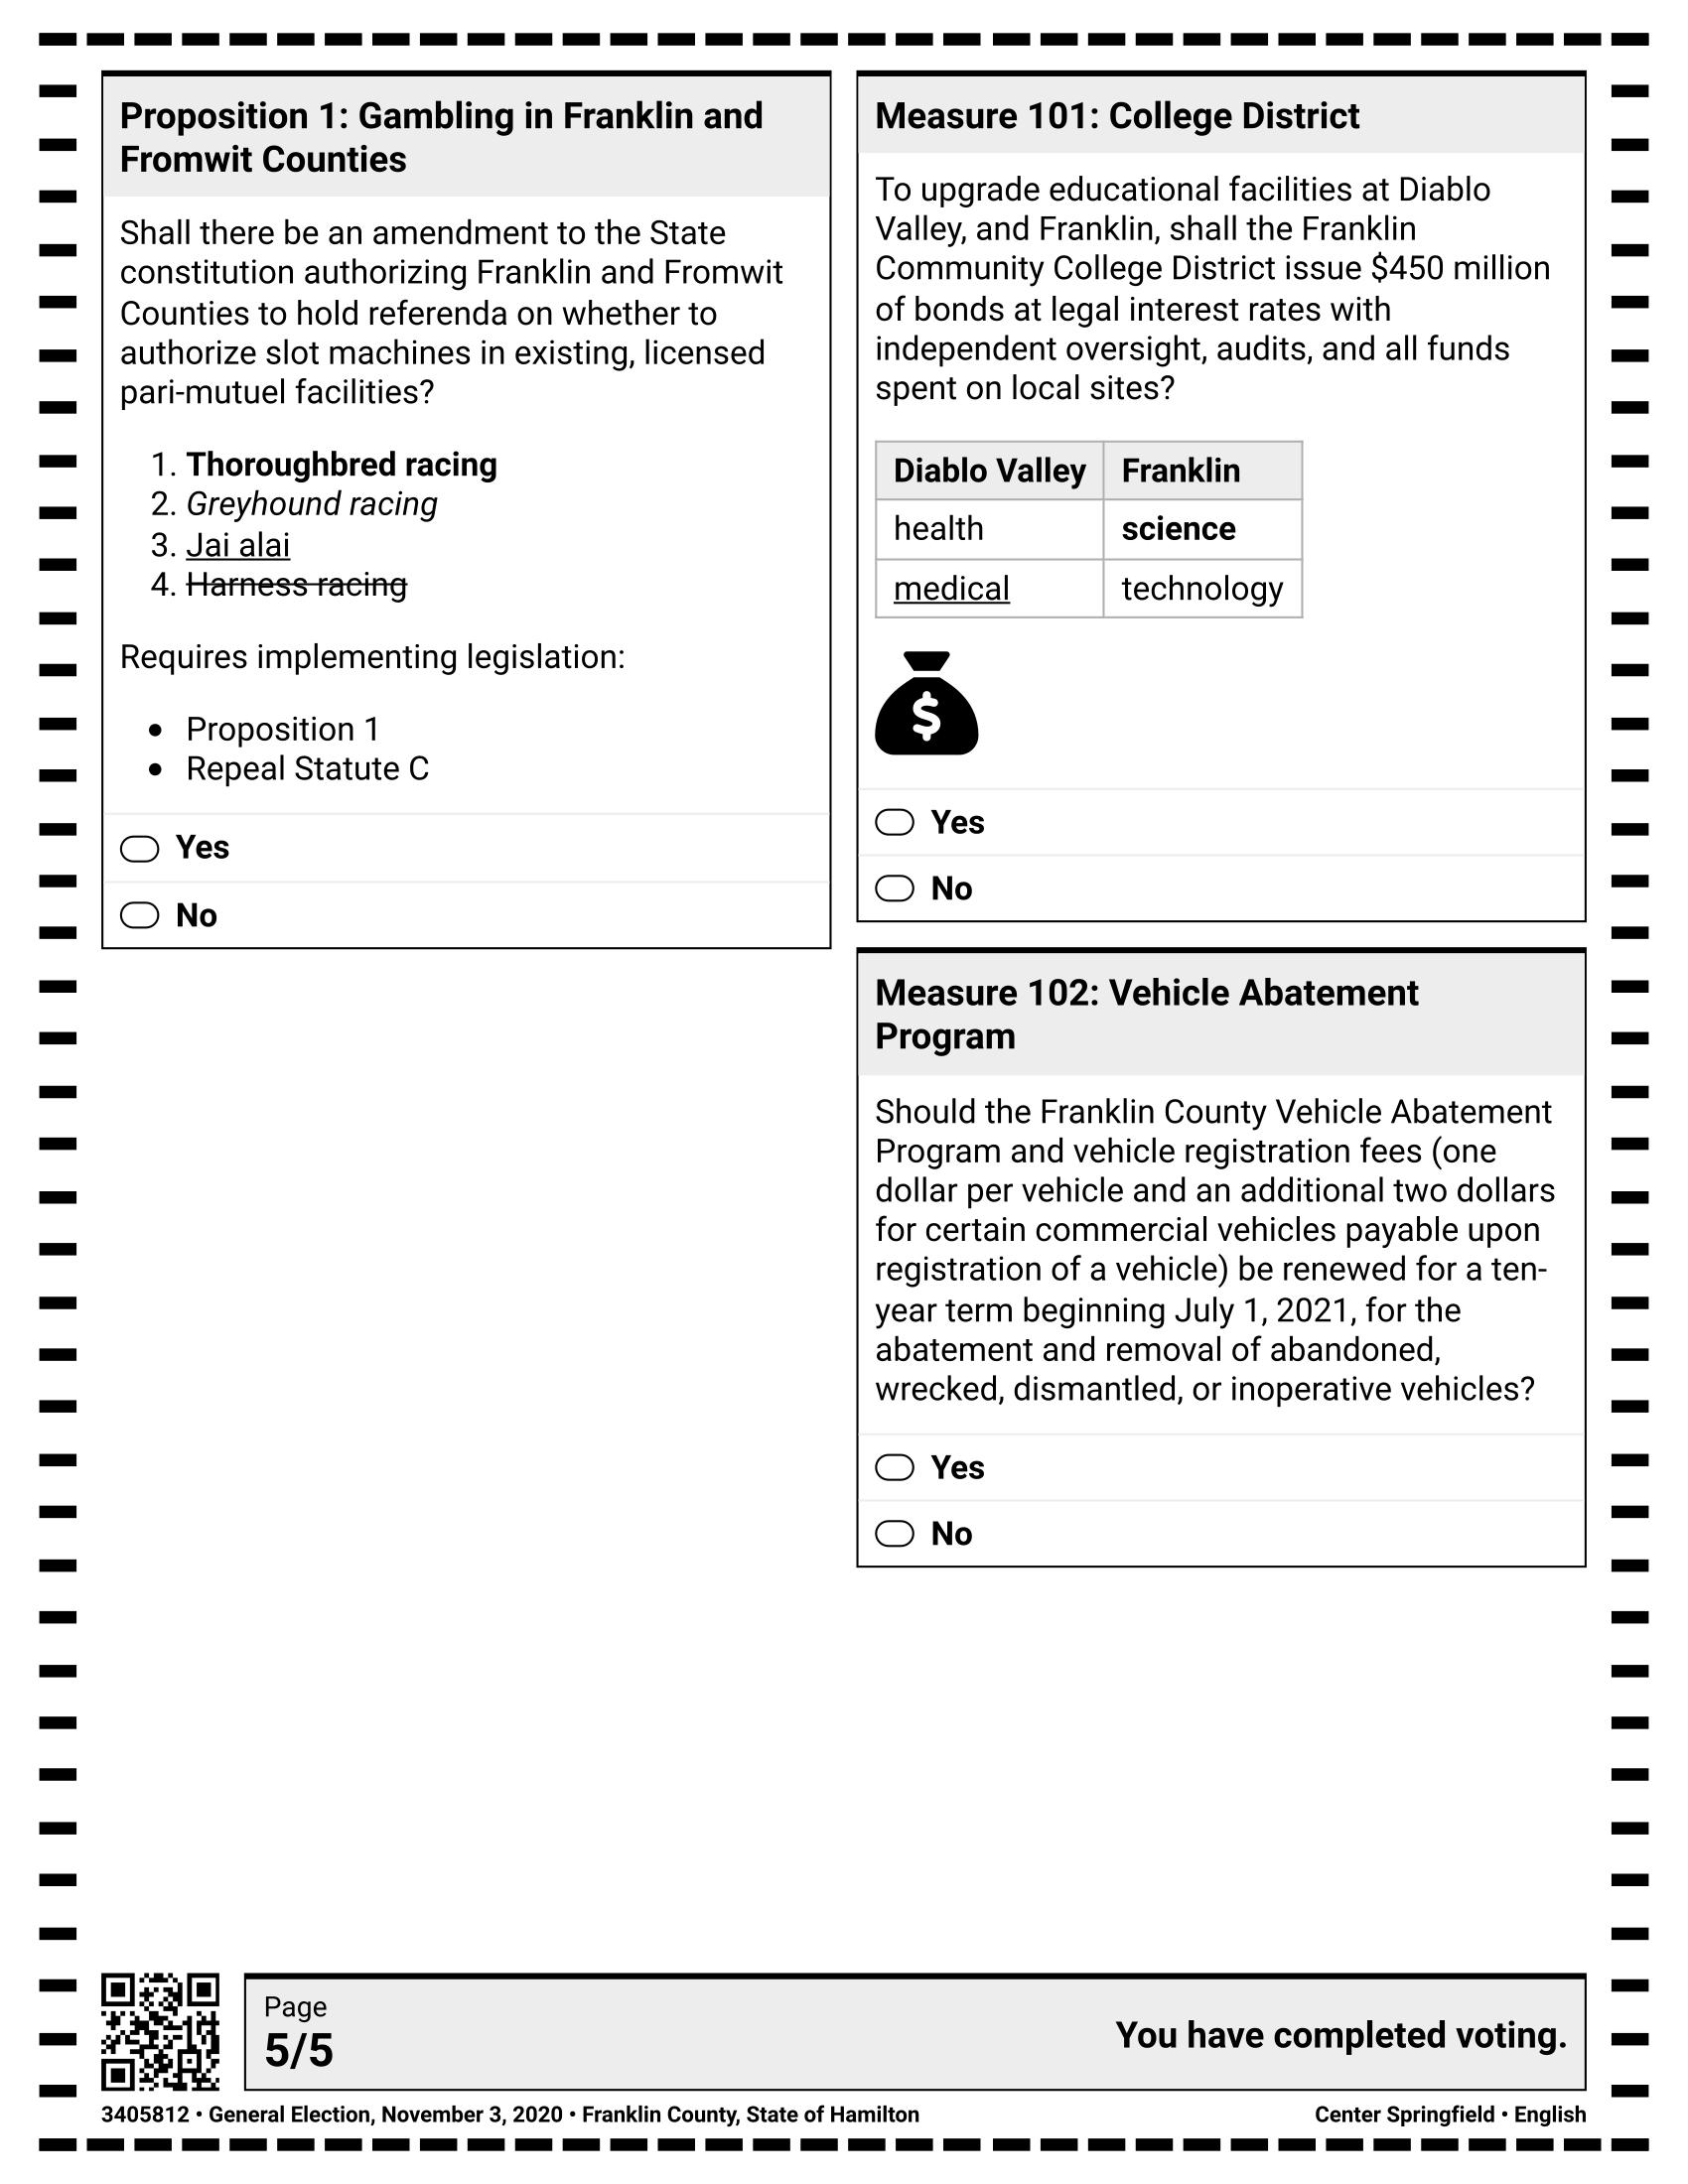 Proposition 1: Gambling in Franklin and
Fromwit Counties
Shall there be an amendment to the State
constitution authorizing Franklin and Fromwit
Counties to hold referenda on whether to
authorize slot machines in existing, licensed
pari-mutuel facilities?
1. Thoroughbred racing
2. Greyhound racing
3. Jai alai
4. Harness racing
Requires implementing legislation:
• Proposition 1
• Repeal Statute C
Yes
No
Measure 101: College District
To upgrade educational facilities at Diablo
Valley, and Franklin, shall the Franklin
Community College District issue $450 million
of bonds at legal interest rates with
independent oversight, audits, and all funds
spent on local sites?
Diablo Valley Franklin
health science
medical technology
$
Yes
No
Measure 102: Vehicle Abatement
Program
Should the Franklin County Vehicle Abatement
Program and vehicle registration fees (one
dollar per vehicle and an additional two dollars
for certain commercial vehicles payable upon
registration of a vehicle) be renewed for a ten-
year term beginning July 1, 2021, for the
abatement and removal of abandoned,
wrecked, dismantled, or inoperative vehicles?
Yes
No
Page
5/5
You have completed voting.
3405812 • General Election, November 3, 2020 • Franklin County, State of Hamilton
Center Springfield • English